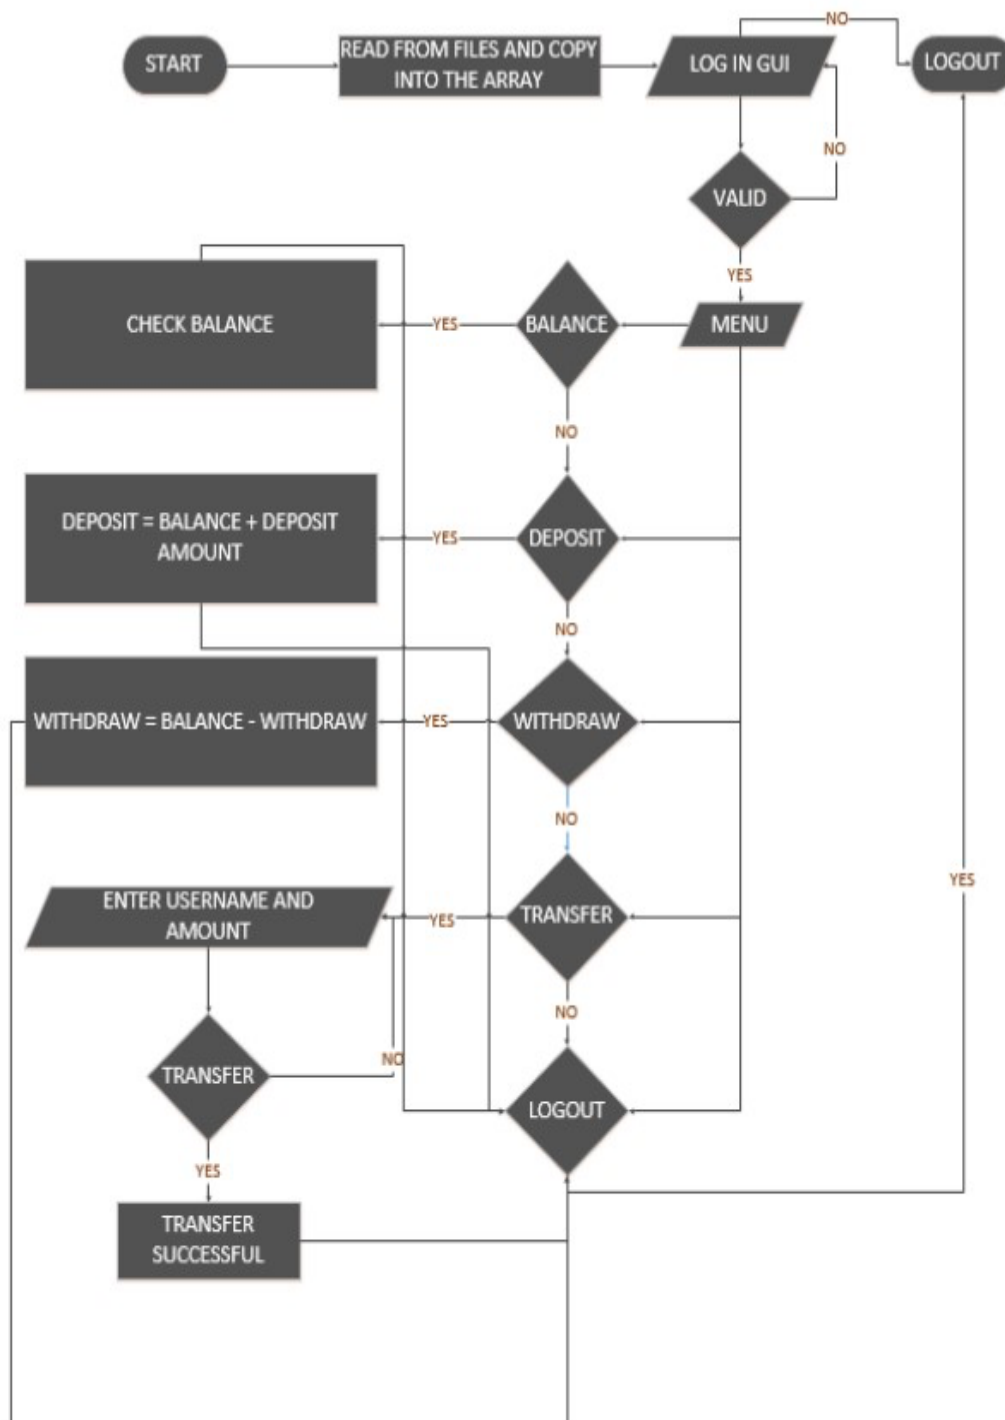 NO
START
READ FROM FILES AND COPY
INTO THE ARRAY
LOG IN GUI
LOGOUT
NO
VALID
YES
CHECK BALANCE
YES
BALANCE
MENU
NO
DEPOSIT = BALANCE + DEPOSIT
AMOUNT
YES
DEPOSIT
NO
WITHDRAW = BALANCE - WITHDRAW
YES
WITHDRAW
NO
YES
ENTER USERNAME AND
AMOUNT
YES
TRANSFER
NO
NO
TRANSFER
LOGOUT
YES
TRANSFER
SUCCESSFUL